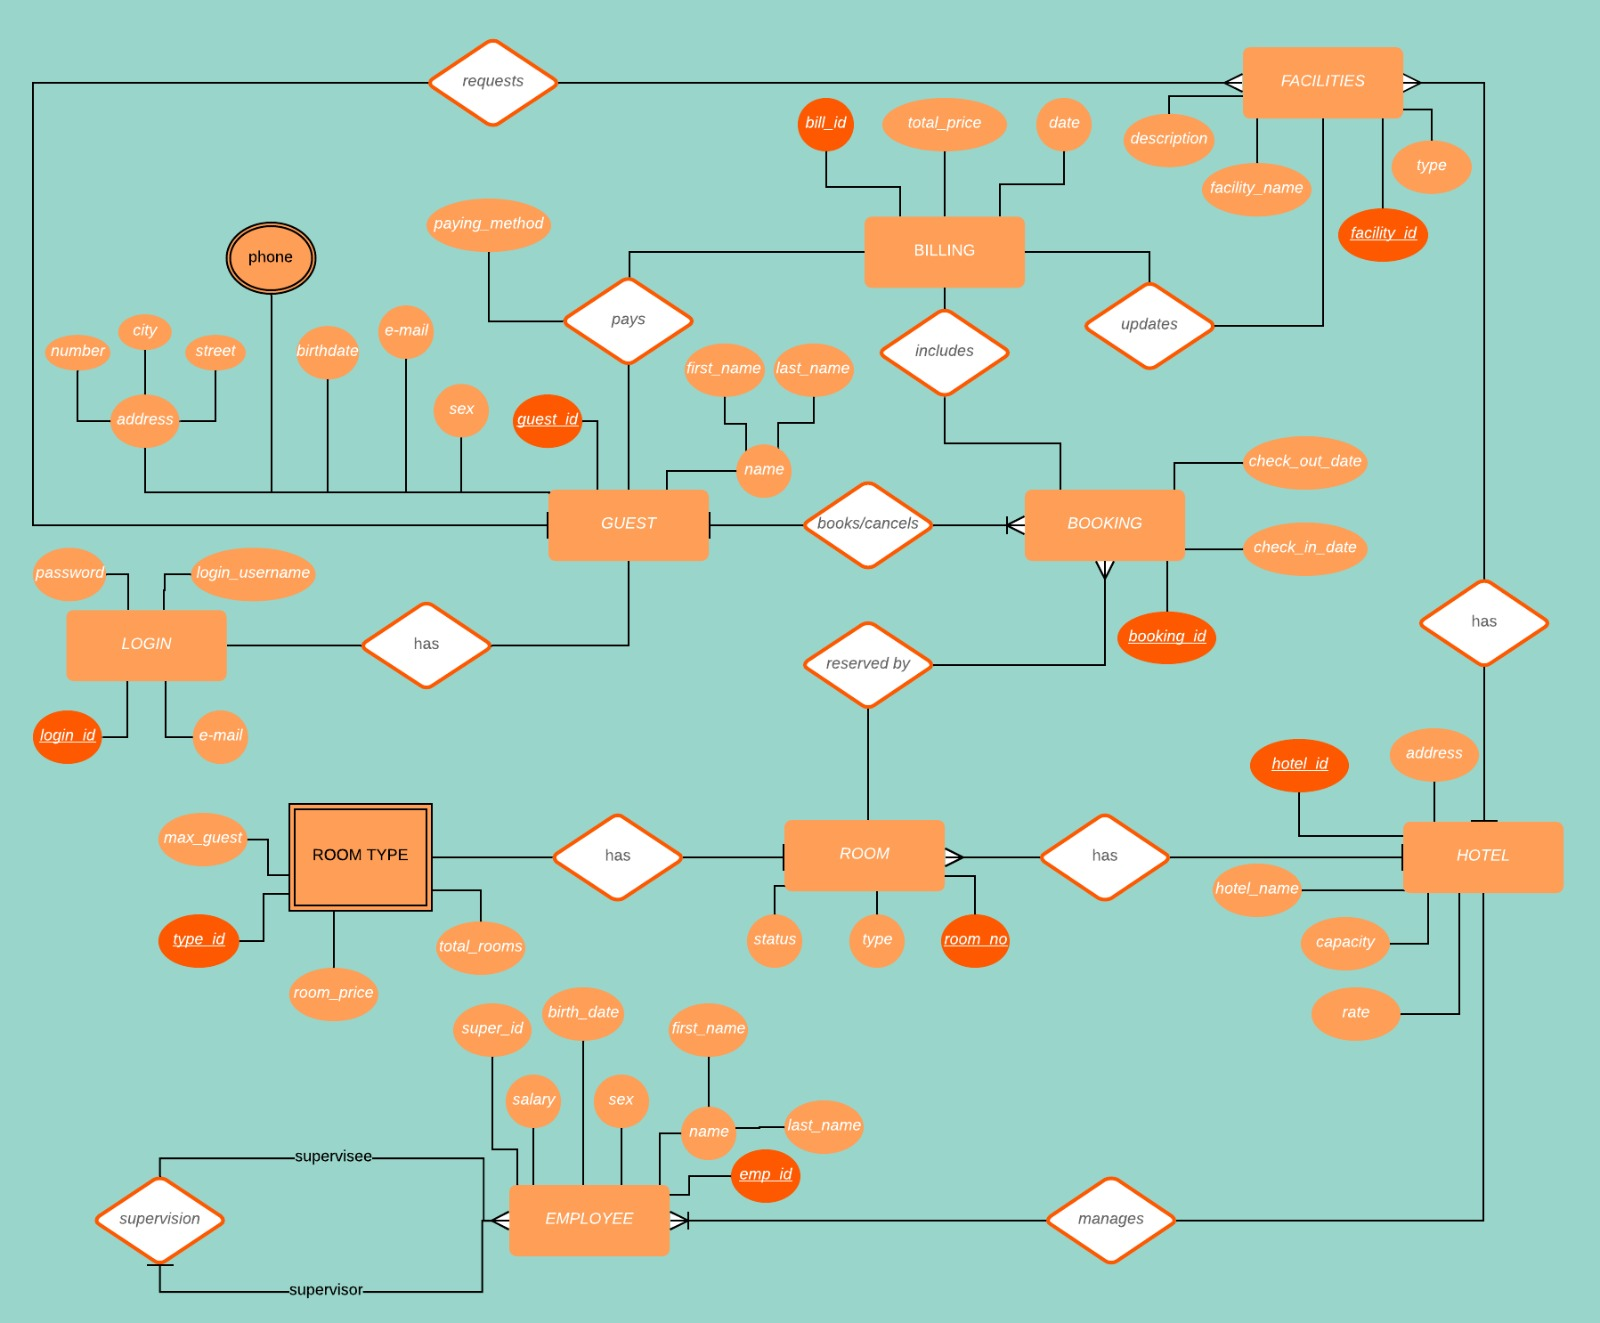 requests
FACILITIES
bill_id
total_price
date
description
type
facility_name
paying_method
facility_id
BILLING
phone
pays
updates
city
e-mail
number
street
birthdate
includes
first_name
last_name
sex
address
guest_id
name
check_out_date
GUEST
books/cancels
BOOKING
check_in_date
password
login_username
has
booking_id
LOGIN
has
reserved by
login_id
e-mail
address
hotel_id
max_guest
ROOM TYPE
has
ROOM
has
HOTEL
hotel_name
type_id
total_rooms
status
type
room_no
capacity
room_price
rate
super_id
birth_date
first_name
salary
sex
name
last_name
supervisee
emp_id
supervision
EMPLOYEE
manages
supervisor